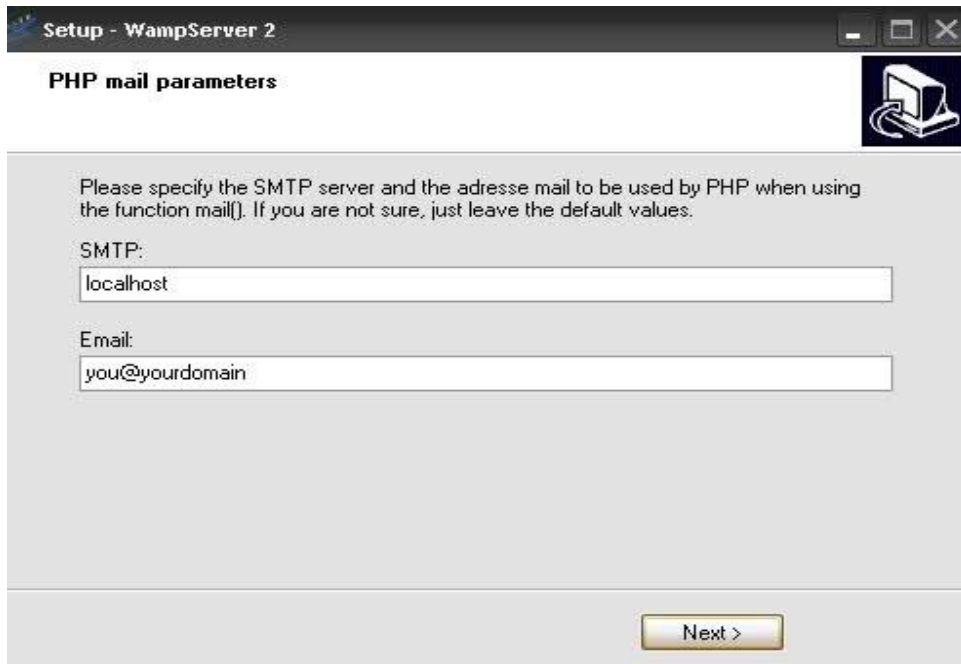 Setup - WampServer 2
PHP mail parameters
Please specify the SMTP server and the adresse mail to be used by PHP when using
the function mail(). If you are not sure, just leave the default values.
SMTP:
localhost
Email:
you@yourdomain
Next >